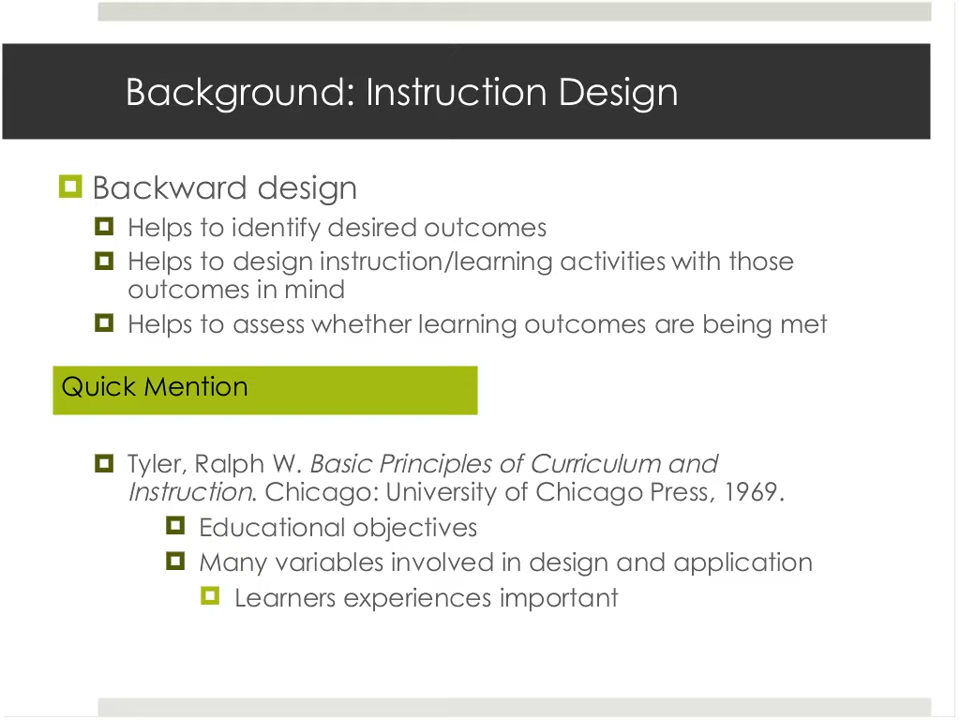 Background: Instruction Design
Backward design
Helps to identify desired outcomes
Helps to design instruction/learning activities with those
outcomes in mind
Helps to assess whether learning outcomes are being met
Quick Mention
Tyler, Ralph W. Basic Principles of Curriculum and
Instruction. Chicago: University of Chicago Press, 1969.
Educational objectives
Many variables involved in design and application
Learners experiences important